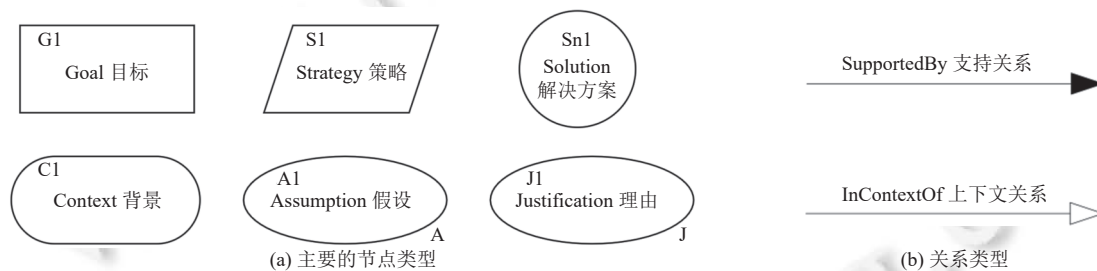 G1
Goal 目标
S1
Strategy 策略
Sn1
Solution
解决方案
SupportedBy 支持关系
C1
Context 背景
A1
Assumption 假设
A
J1
Justification 理由
J
InContextOf 上下文关系
(a) 主要的节点类型
(b) 关系类型